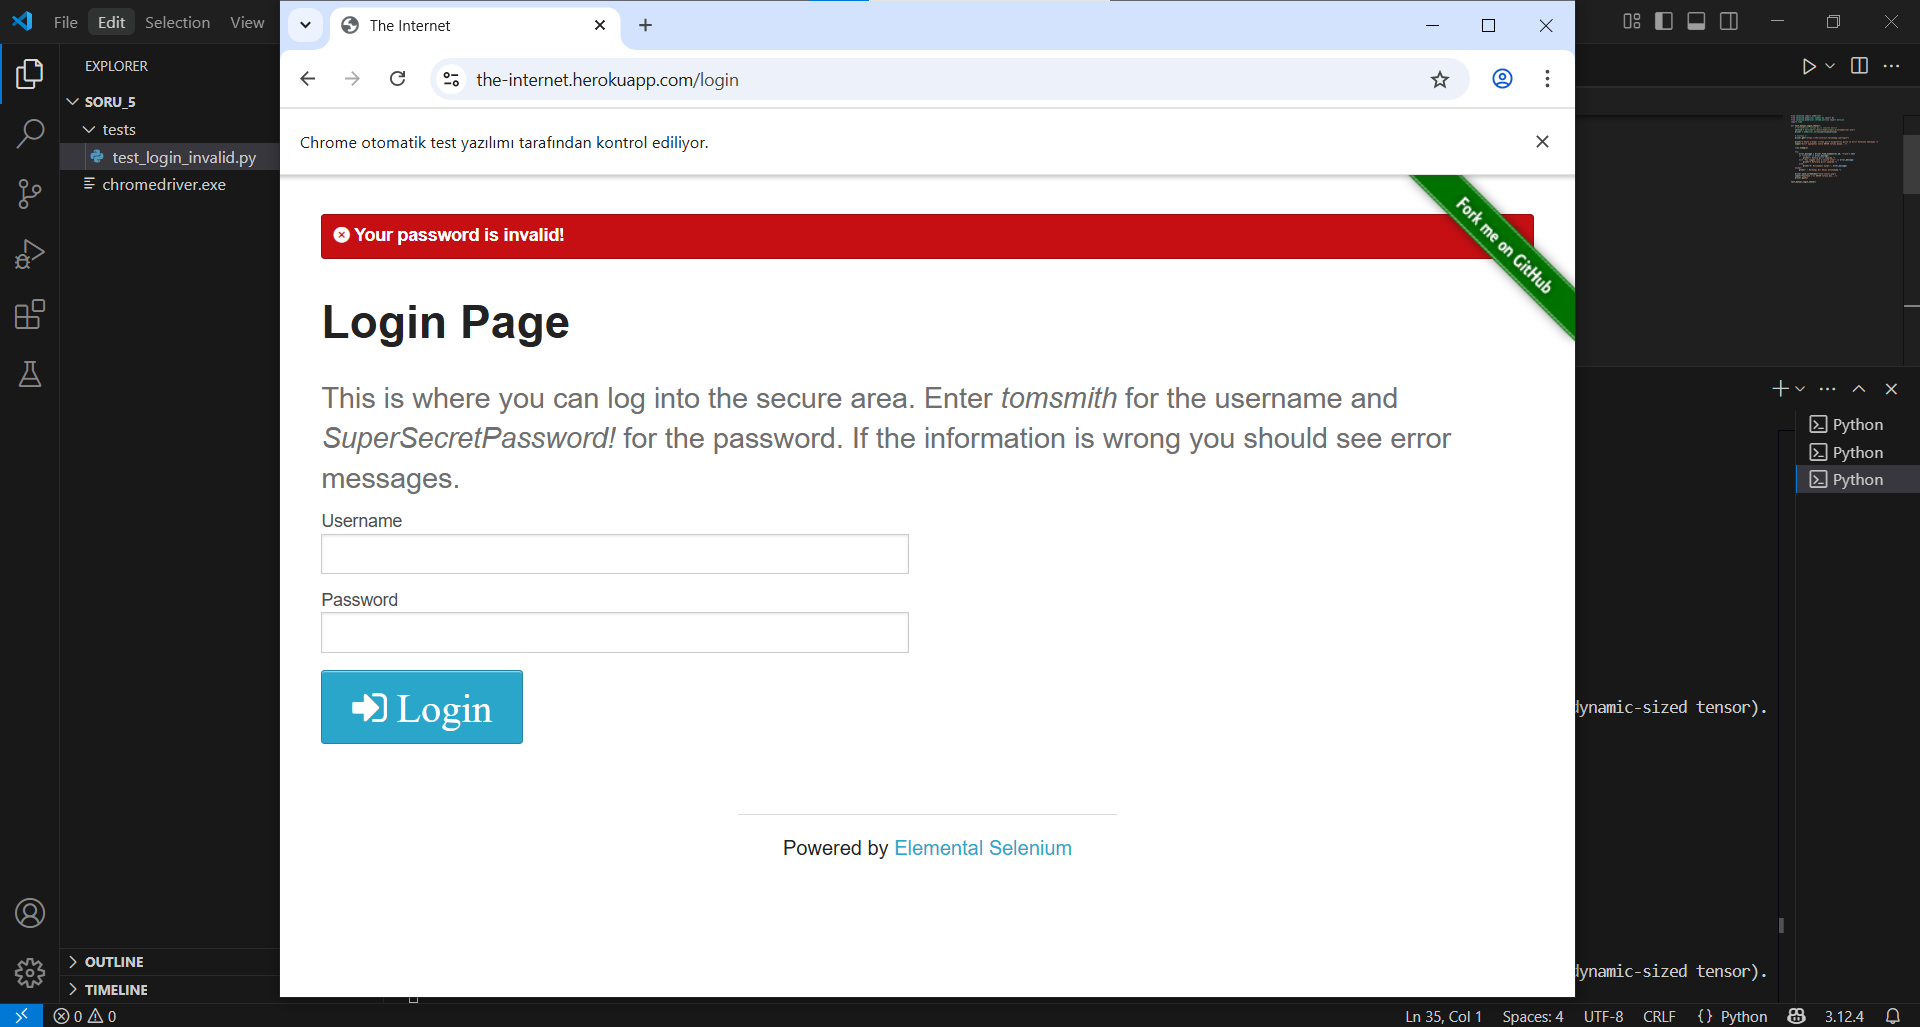 File Edit Selection View
EXPLORER
SORU_5
tests
test_login_invalid.py
chromedriver.exe
OUTLINE
TIMELINE
The Internet
the-internet.herokuapp.com/login
Chrome otomatik test yazılımı tarafından kontrol ediliyor.
Fork me on GitHub
Your password is invalid!
Login Page
This is where you can log into the secure area. Enter tomsmith for the username and
SuperSecretPassword! for the password. If the information is wrong you should see error
messages.
Username
Password
Login
Powered by Elemental Selenium
Python
Python
Python
dynamic-sized tensor).
dynamic-sized tensor).
0 0
Ln 35, Col 1 Spaces: 4 UTF-8 CRLF {} Python 3.12.4